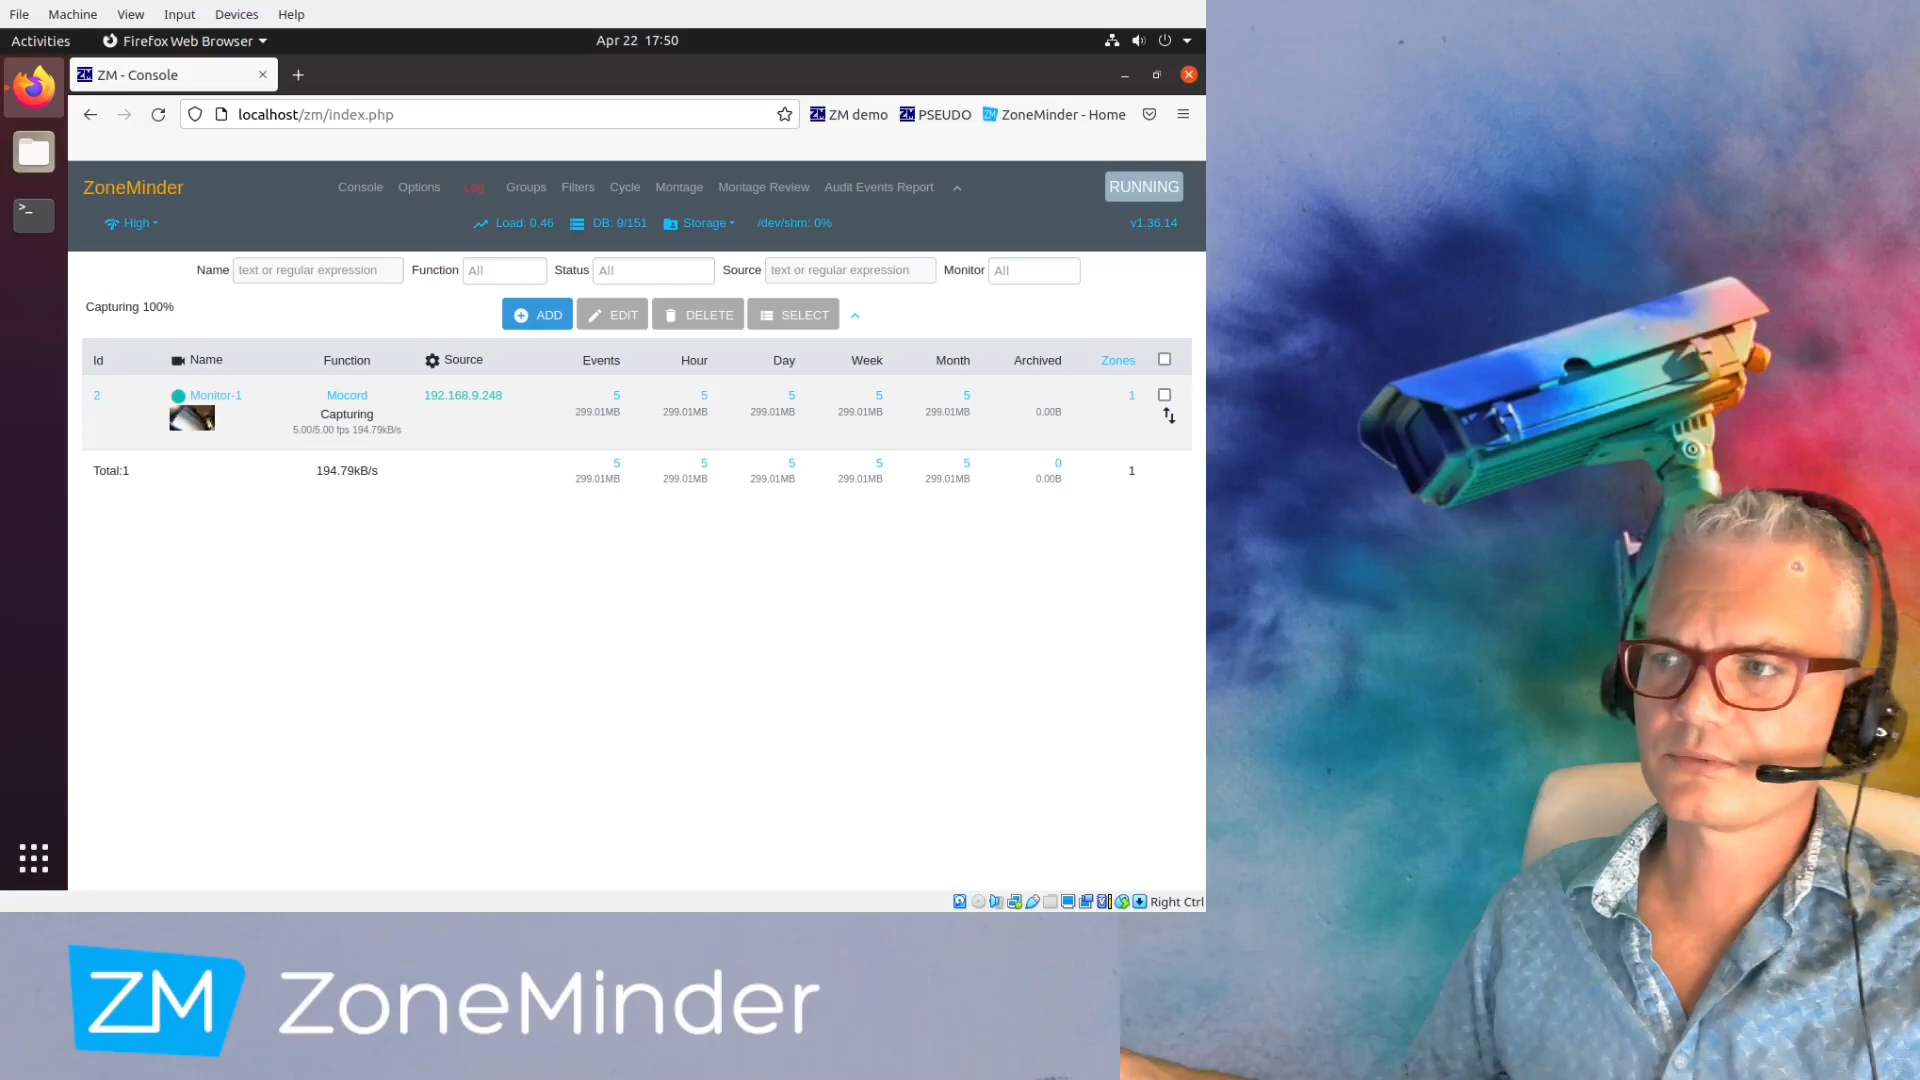 File Machine View Input Devices Help
Activities Firefox Web Browser Apr 22 17:50
ZM ZM - Console
localhost/zm/index.php ZM ZM demo ZM PSEUDO ZM ZoneMinder - Home
ZoneMinder Console Options Log Groups Filters Cycle Montage Montage Review Audit Events Report RUNNING
High Load: 0.46 DB: 9/151 Storage /dev/shm: 0% v1.36.14
Name text or regular expression Function All Status All Source text or regular expression Monitor All
Capturing 100% ADD EDIT DELETE SELECT
Id Name Function Source Events Hour Day Week Month Archived Zones
2 Monitor-1 Mocord 192.168.9.248 5 5 5 5 5 1
Capturing 299.01MB 299.01MB 299.01MB 299.01MB 299.01MB 0.00B
5.00/5.00 fps 194.79kB/s
5 5 5 5 5 0
Total:1 194.79kB/s 1
299.01MB 299.01MB 299.01MB 299.01MB 299.01MB 0.00B
Right Ctrl
ZM ZoneMinder